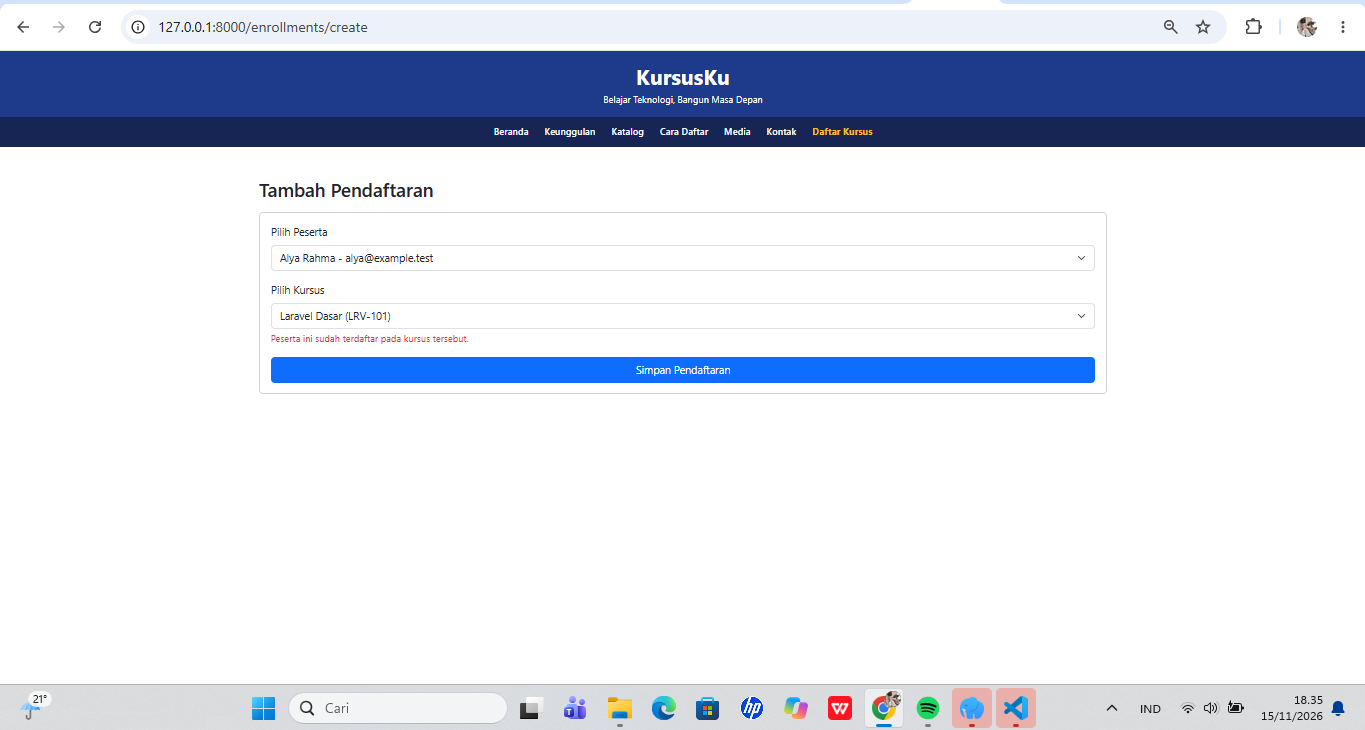 127.0.0.1:8000/enrollments/create
KursusKu
Belajar Teknologi, Bangun Masa Depan
Beranda Keunggulan Katalog Cara Daftar Media Kontak Daftar Kursus
Tambah Pendaftaran
Pilih Peserta
Alya Rahma - alya@example.test
Pilih Kursus
Laravel Dasar (LRV-101)
Peserta ini sudah terdaftar pada kursus tersebut.
Simpan Pendaftaran
21°
Cari
IND
18.35
15/11/2026